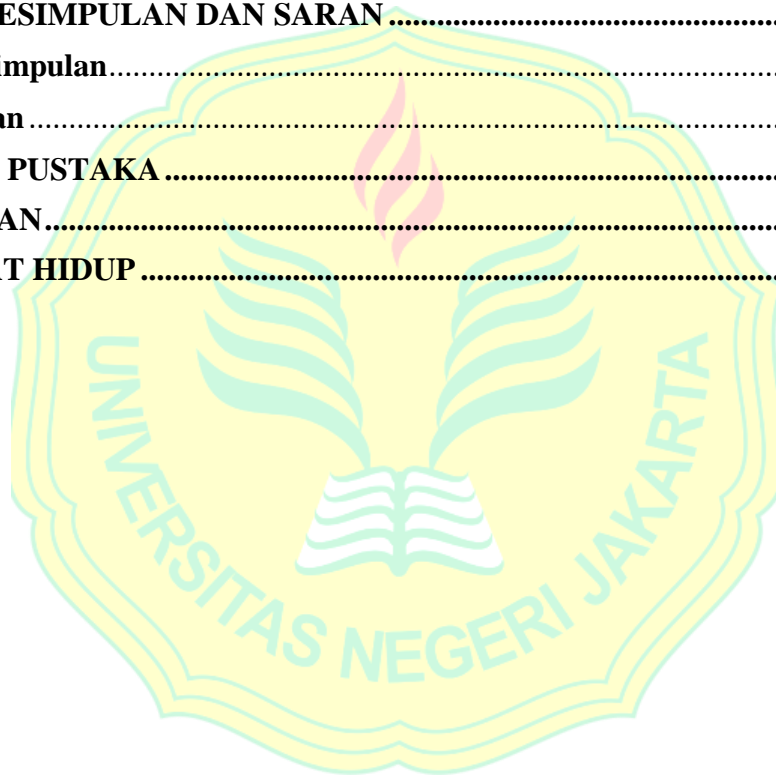 ESIMPULAN DAN SARAN ................................................
impulan................................................................................
an ............................................................................................
PUSTAKA ............................................................................
AN............................................................................................
T HIDUP ................................................................................
UNIVERSITAS NEGERI JAKARTA